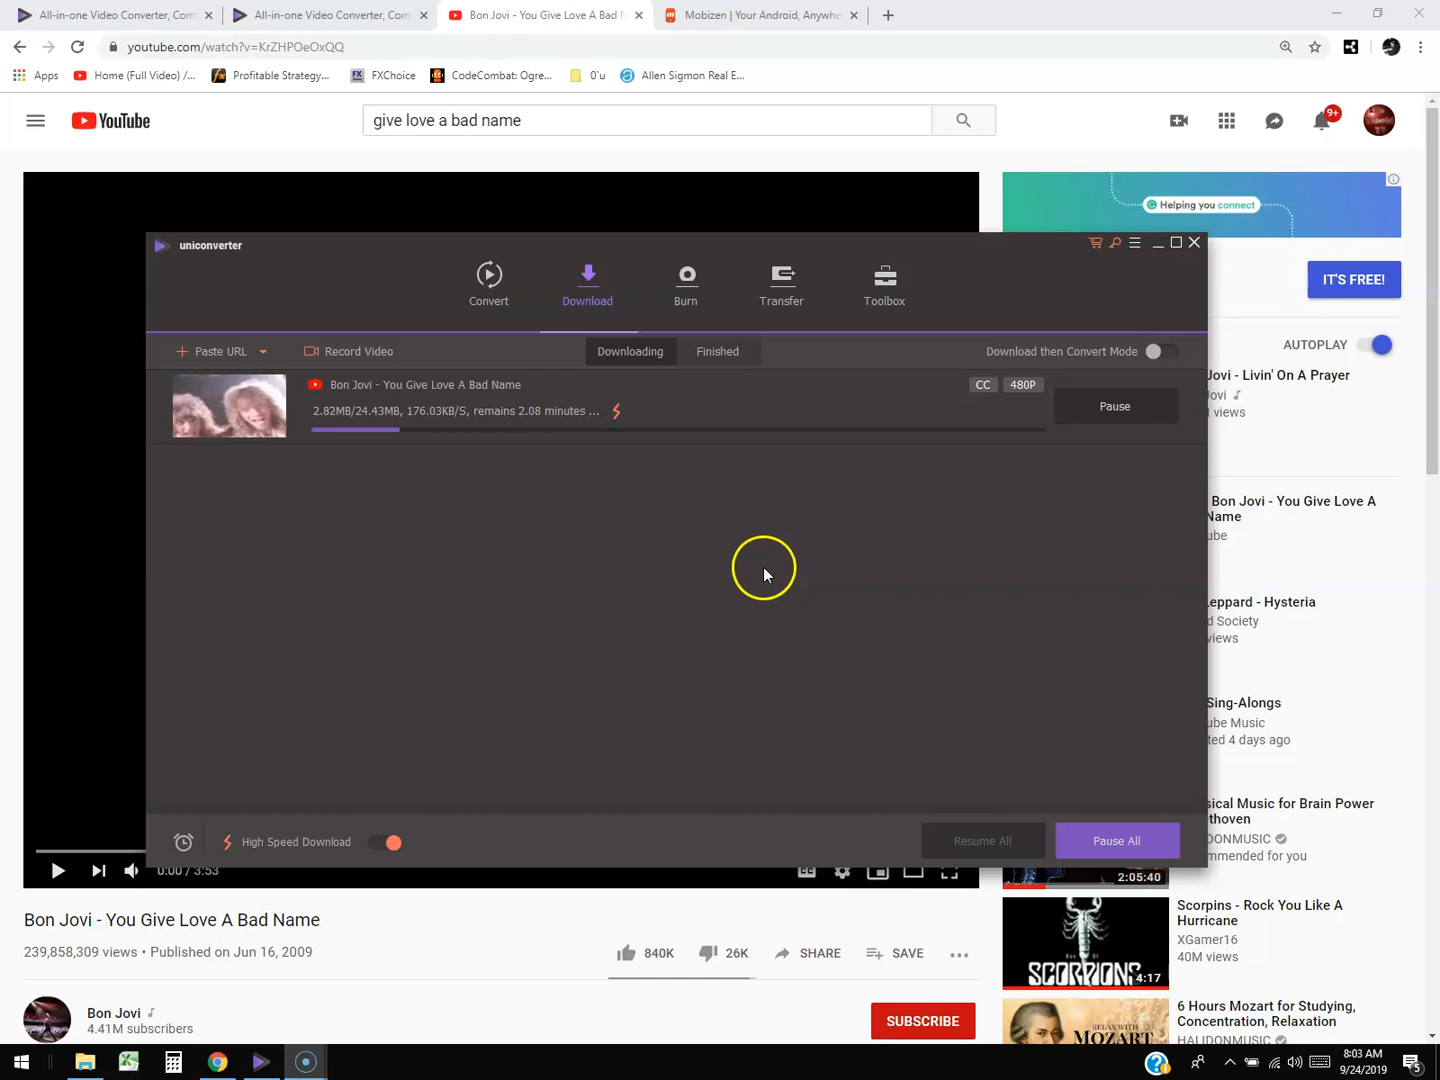 All-in-one Video Converter, Com
All-in-one Video Converter, Com
Bon Jovi - You Give Love A Bad N
Mobizen | Your Android, Anywhe
youtube.com/watch?v=KrZHPOeOxQQ
Apps
Home (Full Video) /...
Profitable Strategy...
FXChoice
CodeCombat: Ogre...
0`u
Allen Sigmon Real E...
YouTube
give love a bad name
9+
Helping you connect
uniconverter
Convert
Download
Burn
Transfer
Toolbox
IT'S FREE!
Paste URL
Record Video
Downloading
Finished
Download then Convert Mode
AUTOPLAY
Bon Jovi - You Give Love A Bad Name
CC
480P
2.82MB/24.43MB, 176.03KB/S, remains 2.08 minutes ...
Pause
Jovi - Livin' On A Prayer
Jovi
views
Bon Jovi - You Give Love A
Name
ube
eppard - Hysteria
d Society
views
Sing-Alongs
ube Music
ted 4 days ago
sical Music for Brain Power
ethoven
IDONMUSIC
mmended for you
2:05:40
High Speed Download
Resume All
Pause All
0:00 / 3:53
Bon Jovi - You Give Love A Bad Name
239,858,309 views • Published on Jun 16, 2009
840K
26K
SHARE
SAVE
Bon Jovi
4.41M subscribers
SUBSCRIBE
SCORPIONS
4:17
Scorpins - Rock You Like A
Hurricane
XGamer16
40M views
RELAX WITH
MOZART
6 Hours Mozart for Studying,
Concentration, Relaxation
HALIDONMUSIC
8:03 AM
9/24/2019
5